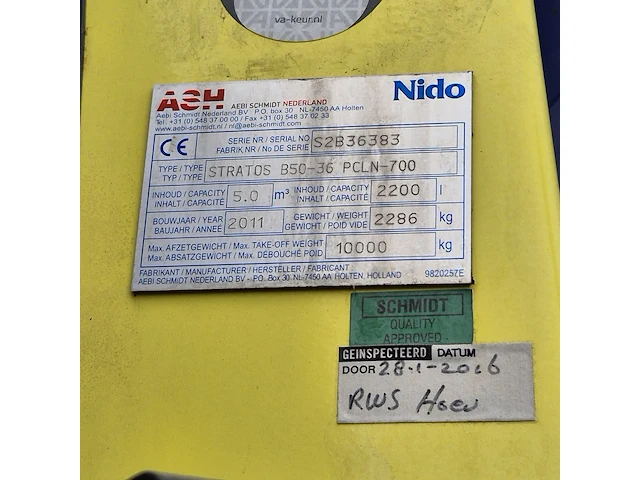 va-keur.nl
ASH AEBI SCHMIDT NEDERLAND Nido
Aebi Schmidt Nederland BV - P.O. Box 30 NL-7450 AA Holten
Tel. +31 (0) 548 37 00 00 / Fax +31 (0) 548 37 02 33
www.aebi-schmidt.nl / nl@aebi-schmidt.com
CE SERIE NR / SERIAL NO S2B36383
FABRIK NR / No DE SERIE
TYPE / TYPE STRATOS B50-36 PCLN-700
TYP / TYPE
INHOUD / CAPACITY 5.0 m³ INHOUD / CAPACITY 2200 l
INHALT / CAPACITÉ INHALT / CAPACITÉ
BOUWJAAR / YEAR 2011 GEWICHT / WEIGHT 2286 kg
BAUJAHR / ANNÉE GEWICHT / POID VIDE
MAX. AFZETGEWICHT / MAX. TAKE-OFF WEIGHT 10000 kg
MAX. ABSATZGEWICHT / MAX. DÉBOUCHÉ POID
FABRIKANT / MANUFACTURER / HERSTELLER / FABRICANT
AEBI SCHMIDT NEDERLAND BV - P.O. Box 30 NL-7450 AA HOLTEN, HOLLAND 982025ZE
SCHMIDT
QUALITY
APPROVED
GEINSPECTEERD DATUM
DOOR 28-1-2016
RWS